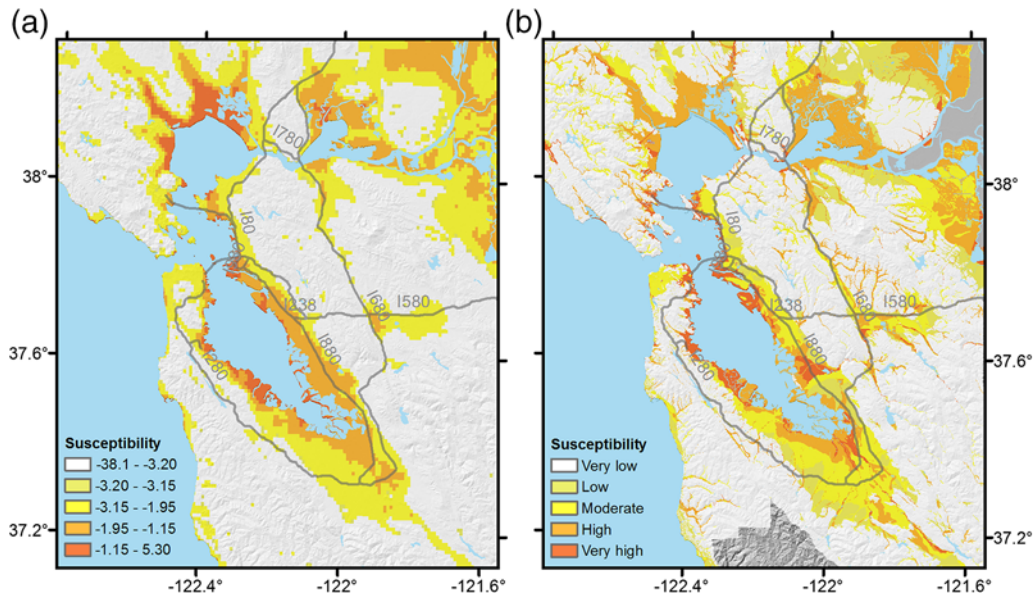 (a)
(b)
I780
I780
38°
38°
I80
I80
I238
I680
I580
I238
I680
I580
37.6°
37.6°
I280
I880
I280
I880
Susceptibility
-38.1 - -3.20
-3.20 - -3.15
-3.15 - -1.95
-1.95 - -1.15
-1.15 - 5.30
Susceptibility
Very low
Low
Moderate
High
Very high
37.2°
37.2°
-122.4°
-122°
-121.6°
-122.4°
-122°
-121.6°